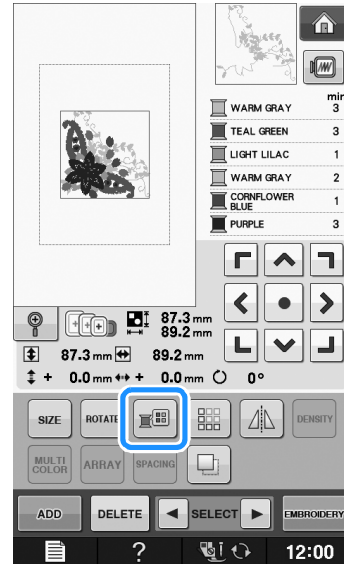 min
WARM GRAY 3
TEAL GREEN 3
LIGHT LILAC 1
WARM GRAY 2
CORNFLOWER
BLUE 1
PURPLE 3
87.3 mm
89.2 mm
87.3 mm 89.2 mm
+ 0.0 mm + 0.0 mm 0°
SIZE ROTATE DENSITY
MULTI
COLOR ARRAY SPACING
ADD DELETE SELECT EMBROIDERY
? 12:00